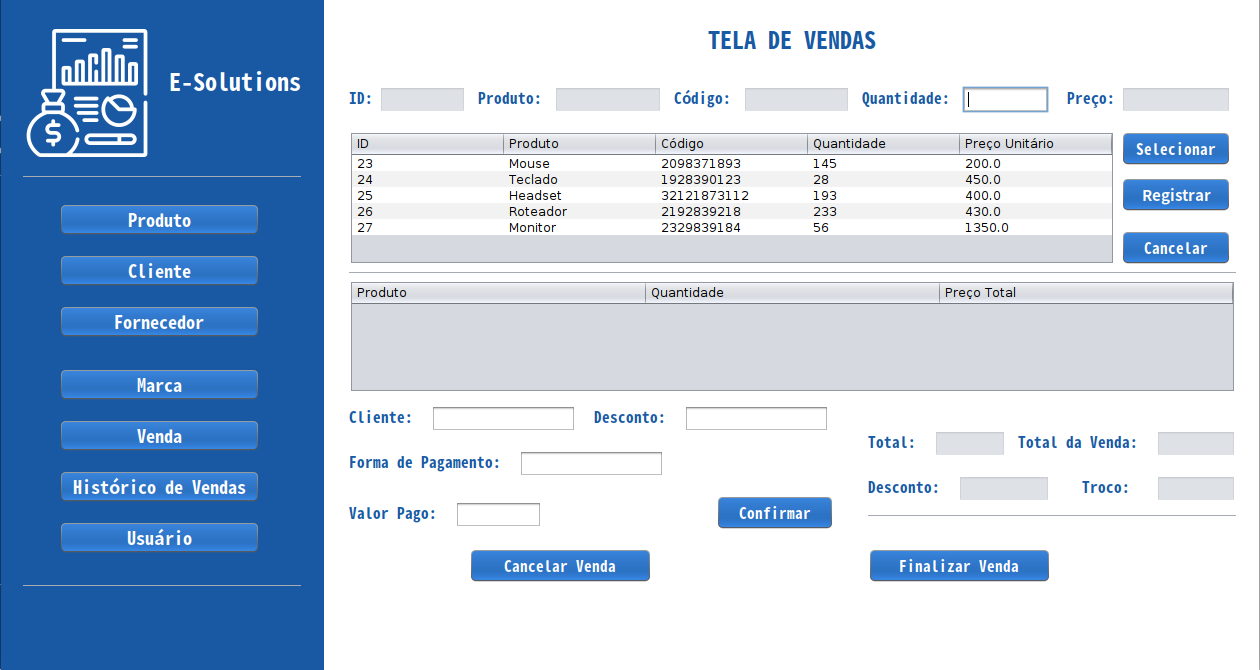 TELA DE VENDAS
E-Solutions
$
Produto
Cliente
Fornecedor
Marca
Venda
Histórico de Vendas
Usuário
ID: Produto: Código: Quantidade: Preço:
ID Produto Código Quantidade Preço Unitário
23 Mouse 2098371893 145 200.0
24 Teclado 1928390123 28 450.0
25 Headset 32121873112 193 400.0
26 Roteador 2192839218 233 430.0
27 Monitor 2329839184 56 1350.0
Selecionar
Registrar
Cancelar
Produto Quantidade Preço Total
Cliente: Desconto:
Forma de Pagamento:
Valor Pago:
Confirmar
Total: Total da Venda:
Desconto: Troco:
Cancelar Venda
Finalizar Venda